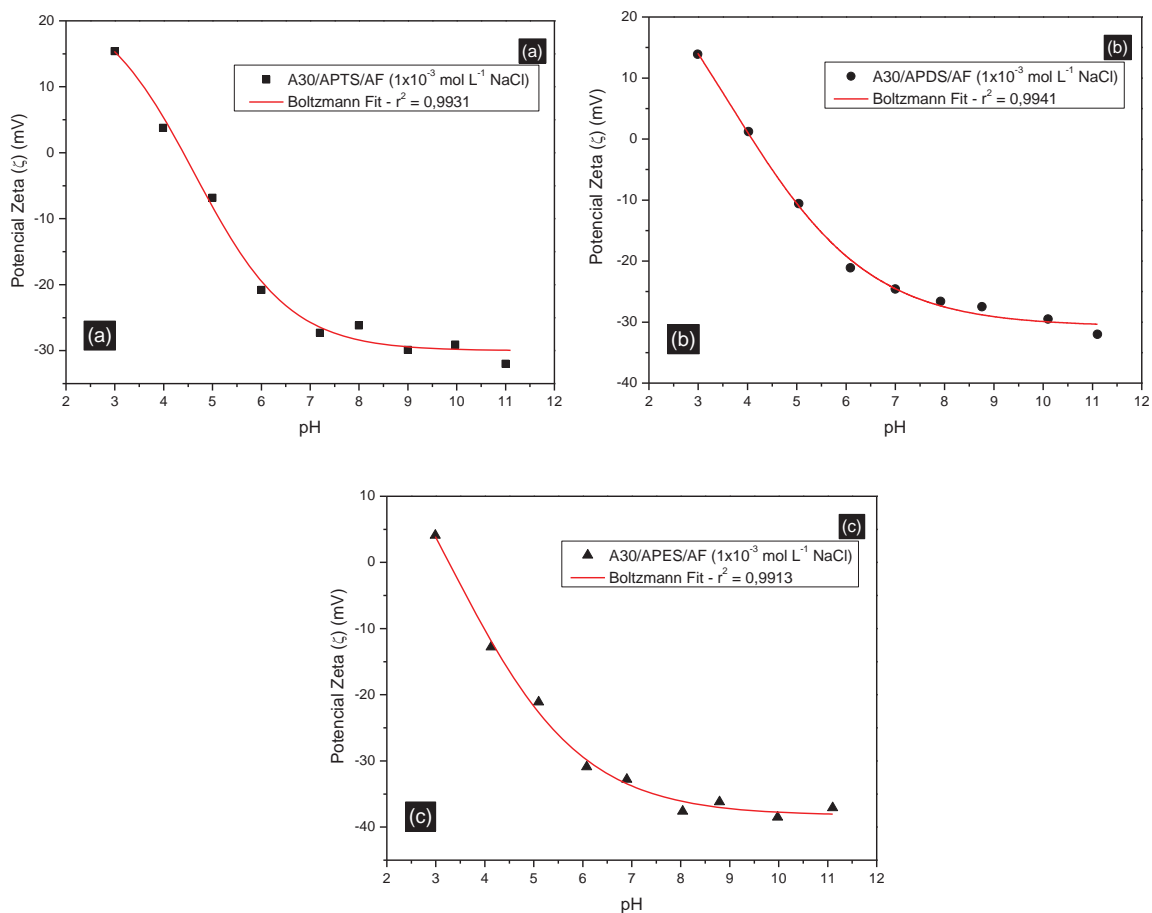 (a)
A30/APTS/AF (1x10⁻³ mol L⁻¹ NaCl)
Boltzmann Fit - r² = 0,9931
Potencial Zeta (ζ) (mV)
20
10
0
-10
-20
-30
(a)
2 3 4 5 6 7 8 9 10 11 12
pH
(b)
A30/APDS/AF (1x10⁻³ mol L⁻¹ NaCl)
Boltzmann Fit - r² = 0,9941
Potencial Zeta (ζ) (mV)
20
10
0
-10
-20
-30
-40
(b)
2 3 4 5 6 7 8 9 10 11 12
pH
(c)
A30/APES/AF (1x10⁻³ mol L⁻¹ NaCl)
Boltzmann Fit - r² = 0,9913
Potencial Zeta (ζ) (mV)
10
0
-10
-20
-30
-40
(c)
2 3 4 5 6 7 8 9 10 11 12
pH